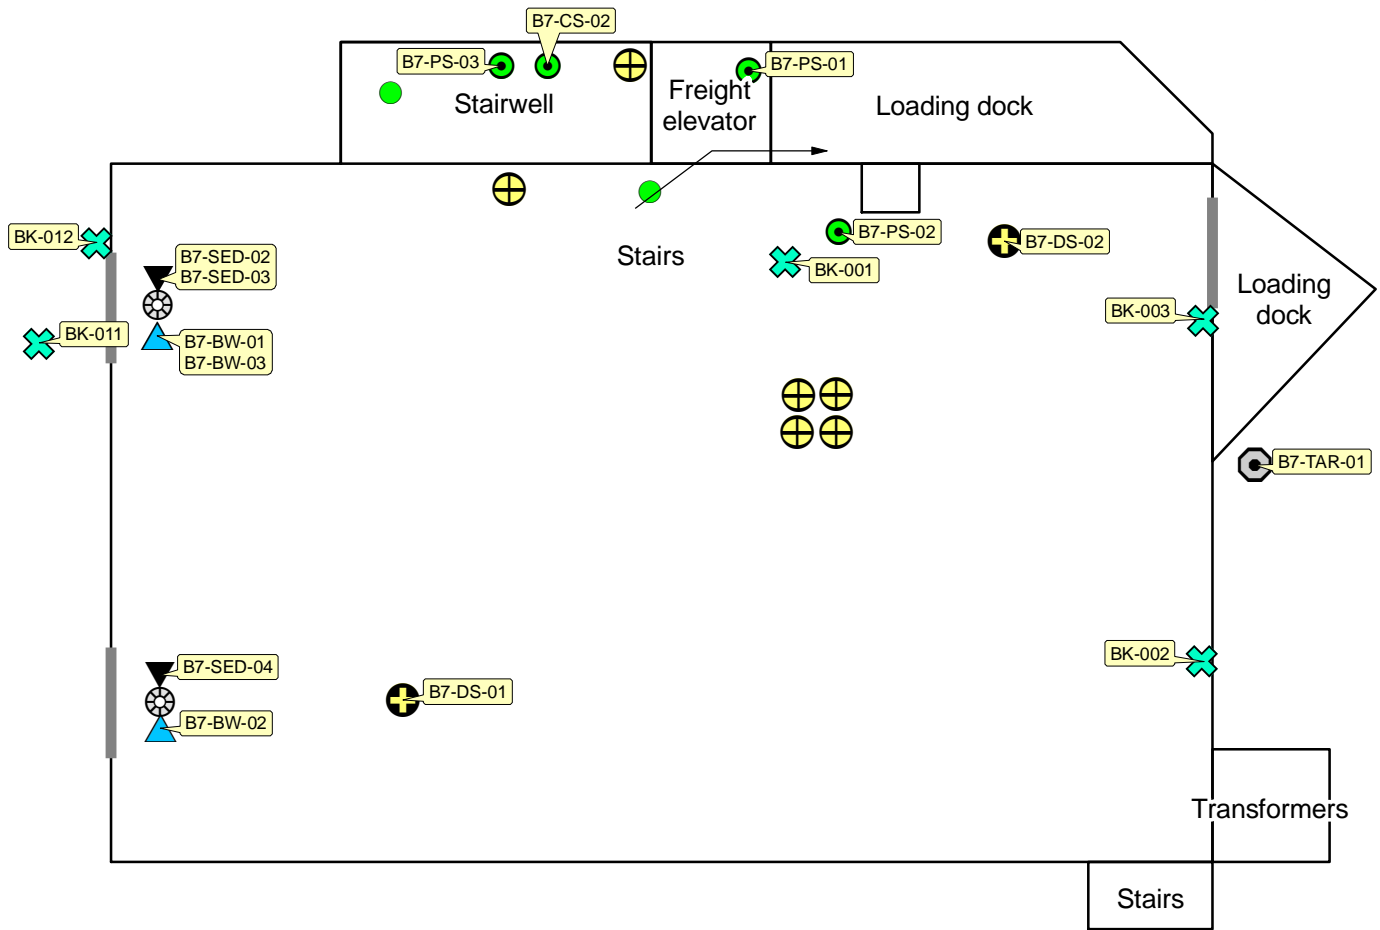 B7-CS-02
B7-PS-03
B7-PS-01
Stairwell
Freight
elevator
Loading dock
BK-012
B7-SED-02
B7-SED-03
Stairs
B7-PS-02
B7-DS-02
BK-001
Loading
dock
BK-003
BK-011
B7-BW-01
B7-BW-03
B7-TAR-01
BK-002
B7-SED-04
B7-DS-01
B7-BW-02
Transformers
Stairs